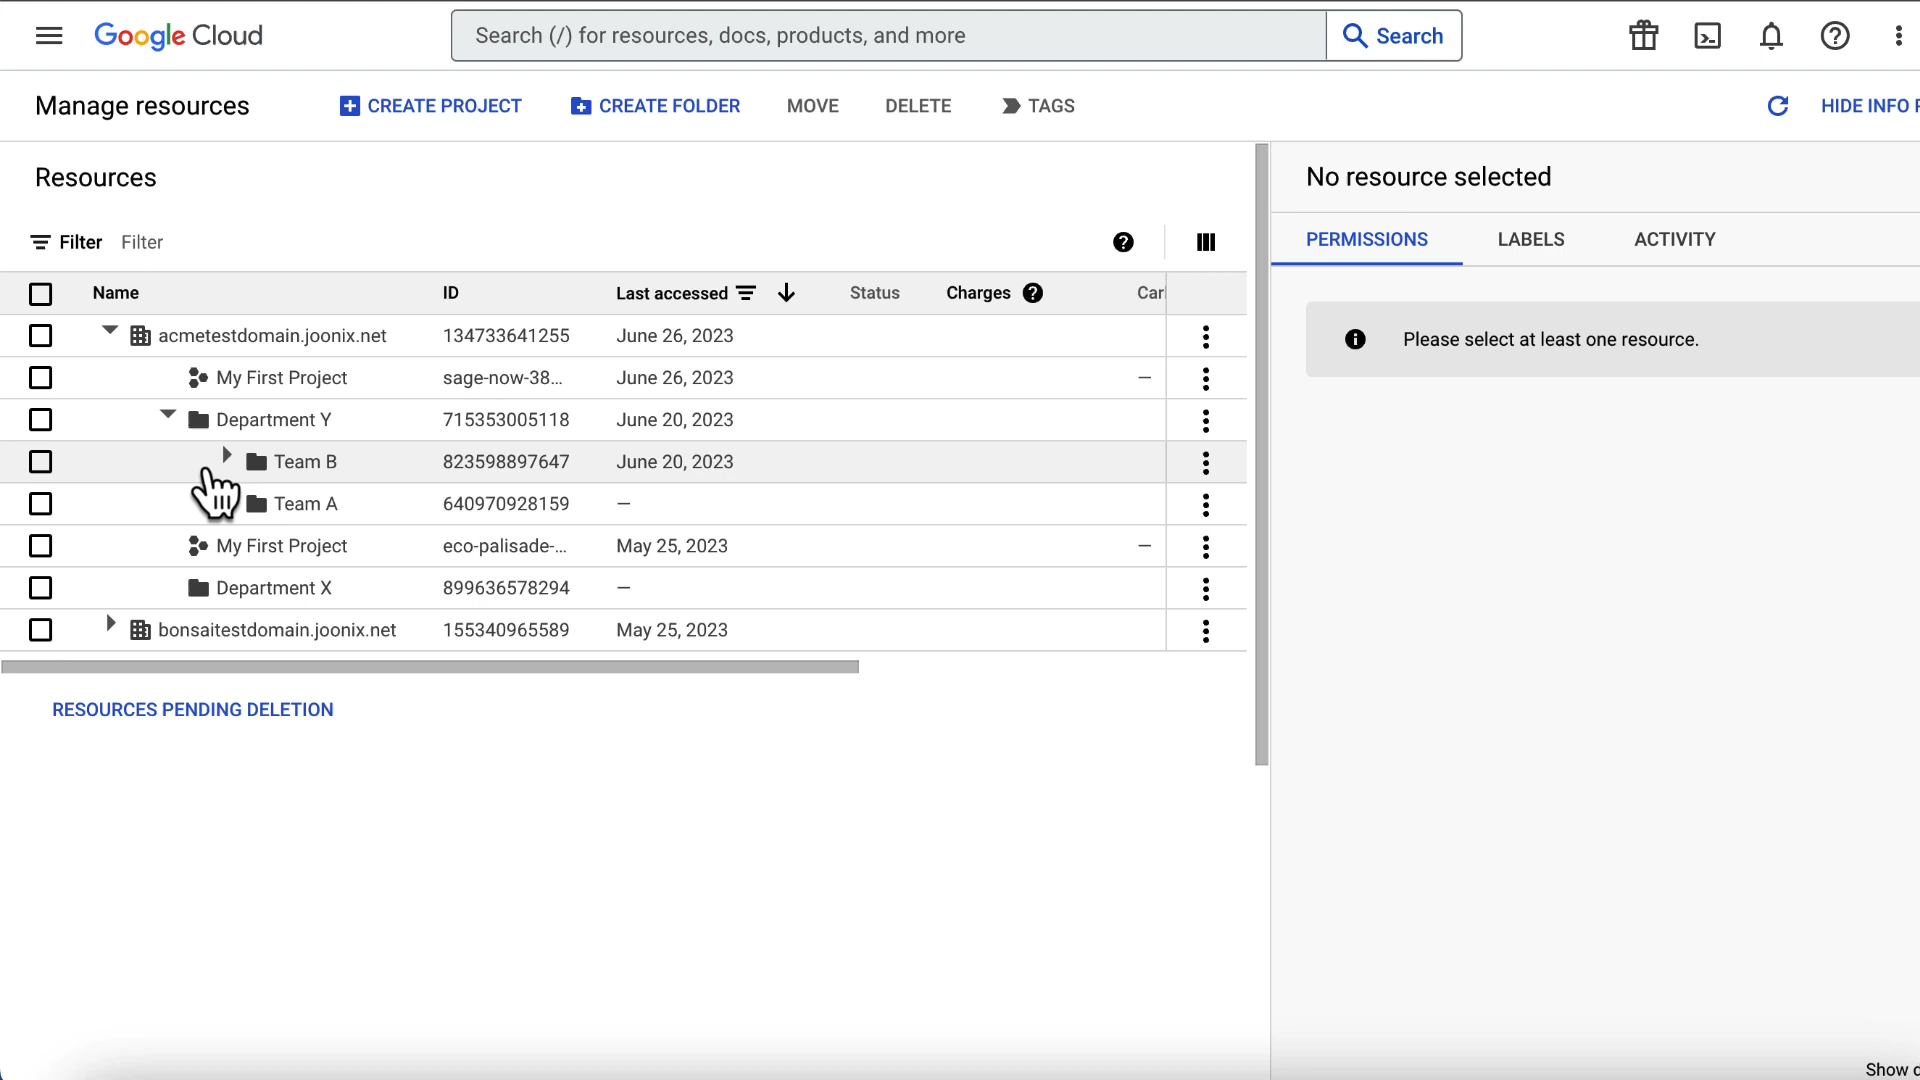 Google Cloud
Search (/) for resources, docs, products, and more
Search
Manage resources
CREATE PROJECT
CREATE FOLDER
MOVE
DELETE
TAGS
HIDE INFO
Resources
Filter Filter
Name ID Last accessed Status Charges
acmetestdomain.joonix.net 134733641255 June 26, 2023
My First Project sage-now-38... June 26, 2023 —
Department Y 715353005118 June 20, 2023
Team B 823598897647 June 20, 2023
Team A 640970928159 —
My First Project eco-palisade-... May 25, 2023 —
Department X 899636578294 —
bonsaitestdomain.joonix.net 155340965589 May 25, 2023
RESOURCES PENDING DELETION
No resource selected
PERMISSIONS LABELS ACTIVITY
Please select at least one resource.
Show